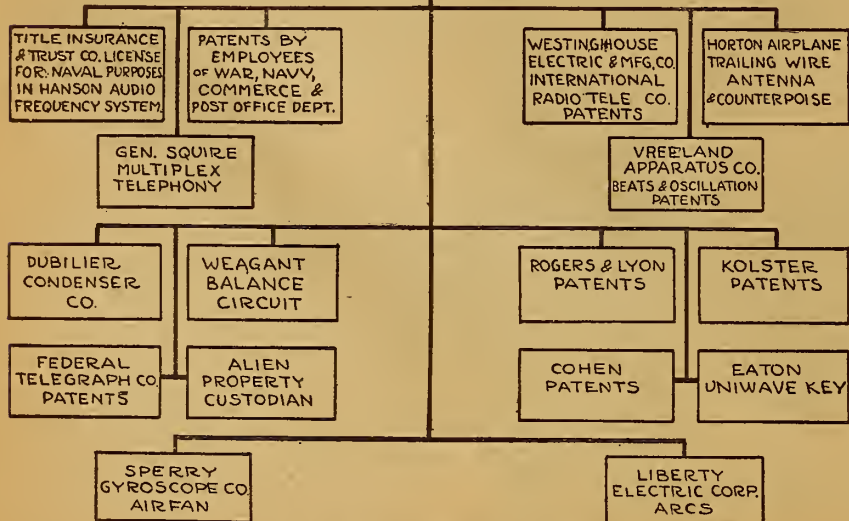 TITLE INSURANCE
& TRUST CO. LICENSE
FOR: NAVAL PURPOSES
IN HANSON AUDIO
FREQUENCY SYSTEM.
PATENTS BY
EMPLOYEES
OF WAR, NAVY,
COMMERCE &
POST OFFICE DEPT.
WESTINGHOUSE
ELECTRIC & MFG. CO.
INTERNATIONAL
RADIO TELE CO.
PATENTS
HORTON AIRPLANE
TRAILING WIRE
ANTENNA
& COUNTERPOISE
GEN. SQUIRE
MULTIPLEX
TELEPHONY
VREELAND
APPARATUS CO.
BEATS & OSCILLATION
PATENTS
DUBILIER
CONDENSER
CO.
WEAGANT
BALANCE
CIRCUIT
ROGERS & LYON
PATENTS
KOLSTER
PATENTS
FEDERAL
TELEGRAPH CO.
PATENTS
ALIEN
PROPERTY
CUSTODIAN
COHEN
PATENTS
EATON
UNIWAVE KEY
SPERRY
GYROSCOPE CO.
AIRFAN
LIBERTY
ELECTRIC CORP.
ARCS